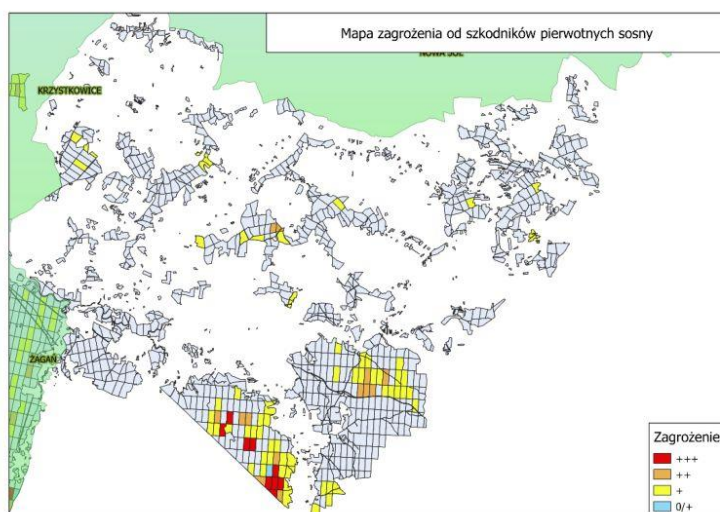 Mapa zagrożenia od szkodników pierwotnych sosny
NOWA SÓL
KRZYSTKOWICE
ŻAGAŃ
Zagrożenie
+++
++
+
0/+